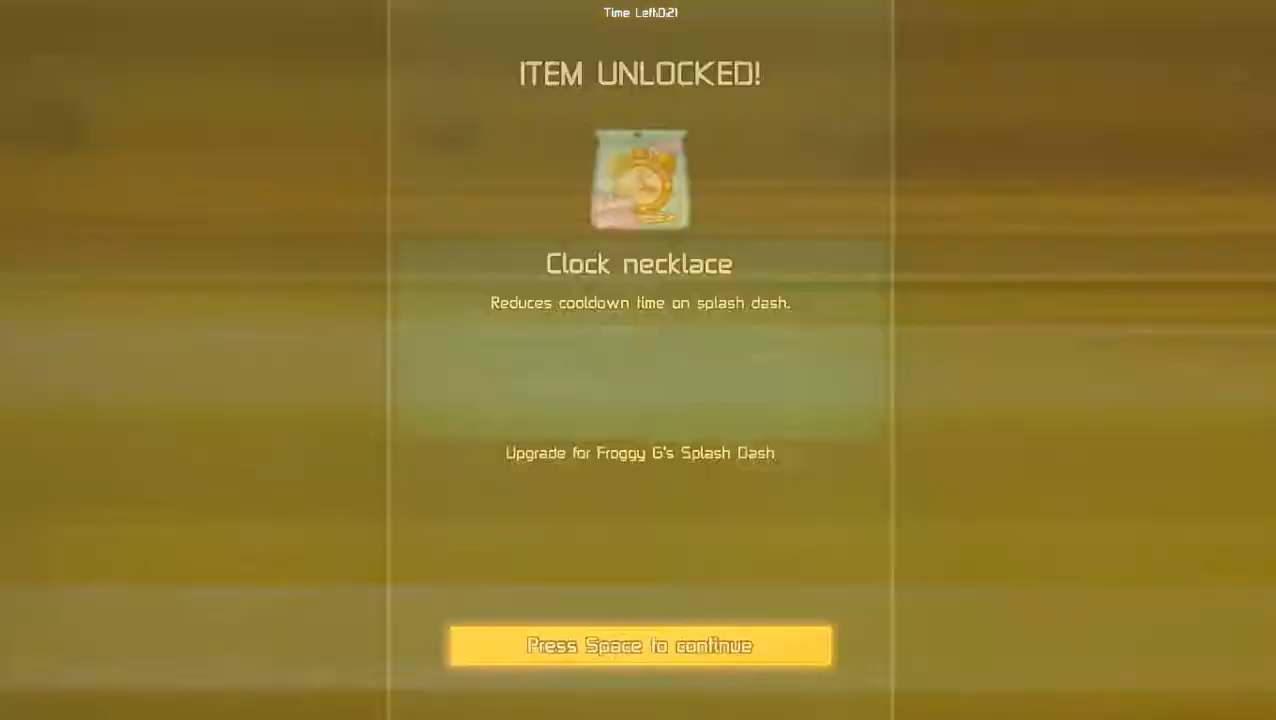 Time Left:0:21
ITEM UNLOCKED!
Clock necklace
Reduces cooldown time on splash dash.
Upgrade for Froggy G's Splash Dash
Press Space to continue